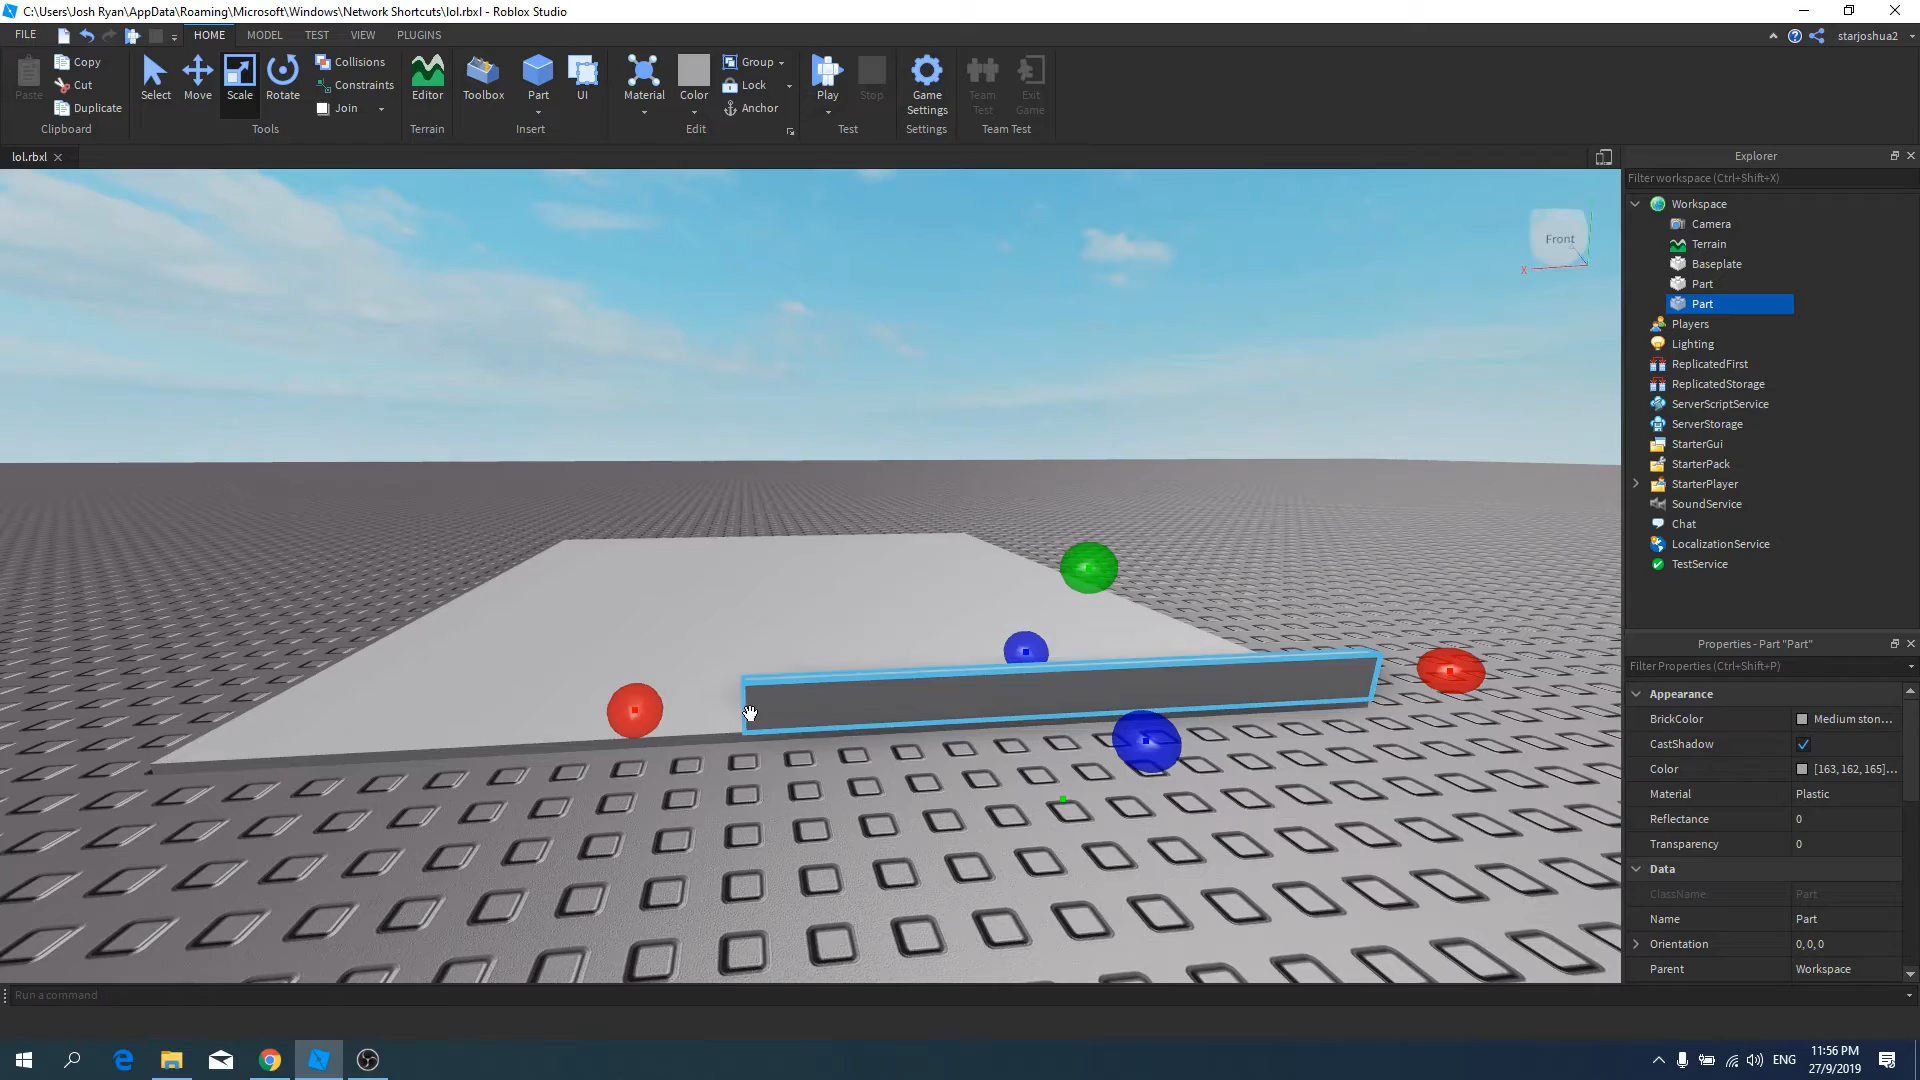 C:\Users\Josh Ryan\AppData\Roaming\Microsoft\Windows\Network Shortcuts\lol.rbxl - Roblox Studio
FILE HOME MODEL TEST VIEW PLUGINS starjoshua2
Paste Copy Cut Duplicate
Select Move Scale Rotate
Collisions
Constraints
Join
Editor Toolbox Part UI
Material Color Group Lock Anchor
Play Stop Game Settings Team Test Exit Game
Clipboard Tools Terrain Insert Edit Test Settings Team Test
lol.rbxl
Front
X
Explorer
Filter workspace (Ctrl+Shift+X)
Workspace
Camera
Terrain
Baseplate
Part
Part
Players
Lighting
ReplicatedFirst
ReplicatedStorage
ServerScriptService
ServerStorage
StarterGui
StarterPack
StarterPlayer
SoundService
Chat
LocalizationService
TestService
Properties - Part "Part"
Filter Properties (Ctrl+Shift+P)
Appearance
BrickColor Medium ston...
CastShadow
Color [163, 162, 165]...
Material Plastic
Reflectance 0
Transparency 0
Data
ClassName Part
Name Part
Orientation 0, 0, 0
Parent Workspace
Run a command
ENG
11:56 PM
27/9/2019